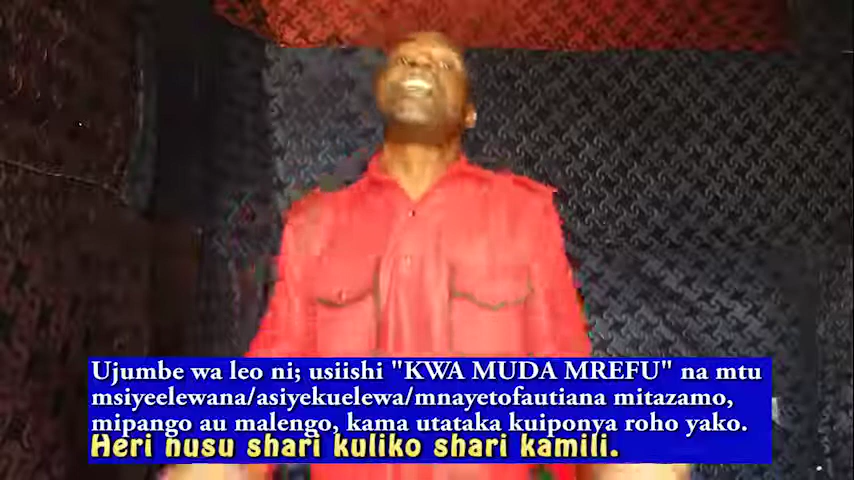 Ujumbe wa leo ni; usiishi "KWA MUDA MREFU" na mtu
msiyeelewana/asiyekuelewa/mnayetofautiana mitazamo,
mipango au malengo, kama utataka kuiponya roho yako.
Heri nusu shari kuliko shari kamili.